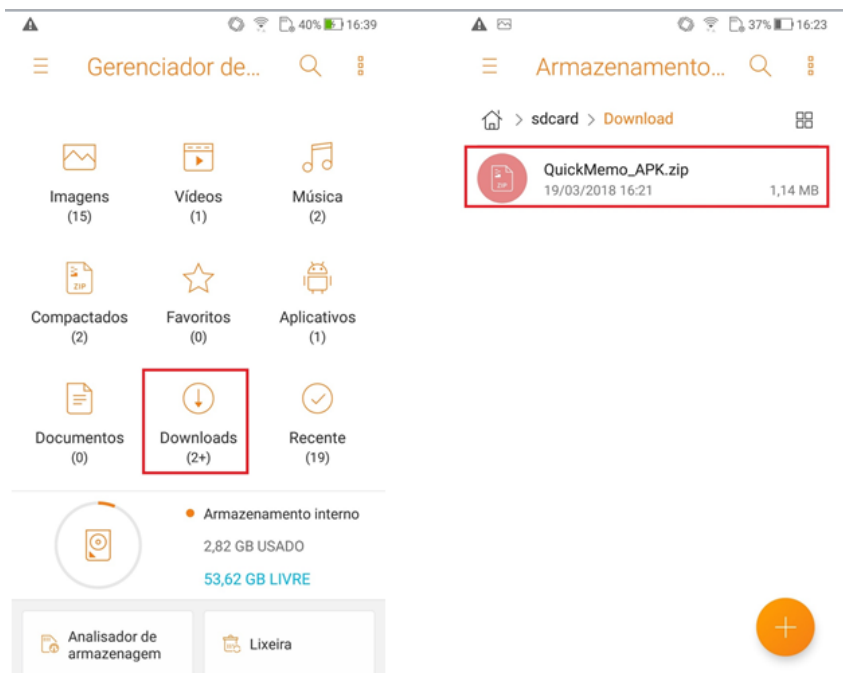 40% 16:39
Gerenciador de...
Imagens
(15)
Vídeos
(1)
Música
(2)
ZIP
Compactados
(2)
Favoritos
(0)
Aplicativos
(1)
Documentos
(0)
Downloads
(2+)
Recente
(19)
Armazenamento interno
2,82 GB USADO
53,62 GB LIVRE
Analisador de
armazenagem
Lixeira
37% 16:23
Armazenamento...
> sdcard > Download
ZIP
QuickMemo_APK.zip
19/03/2018 16:21
1,14 MB